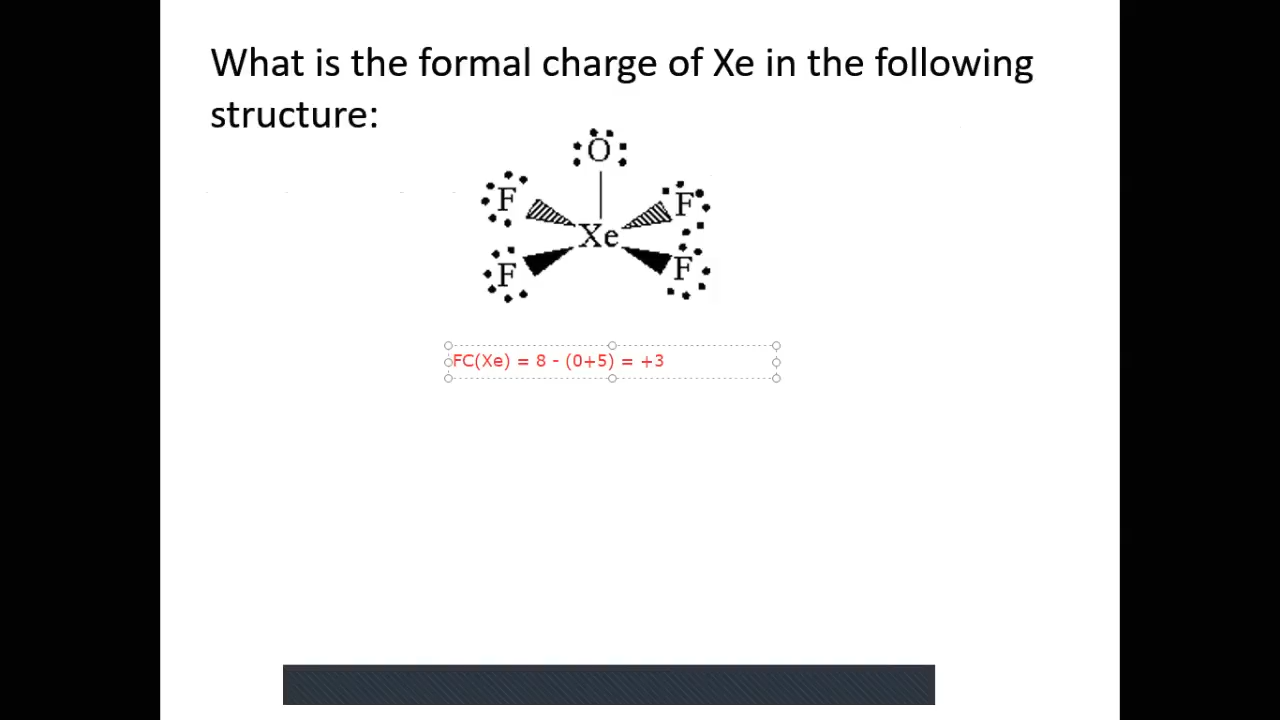 What is the formal charge of Xe in the following
structure:
O
F
F
Xe
F
F
FC(Xe) = 8 - (0+5) = +3